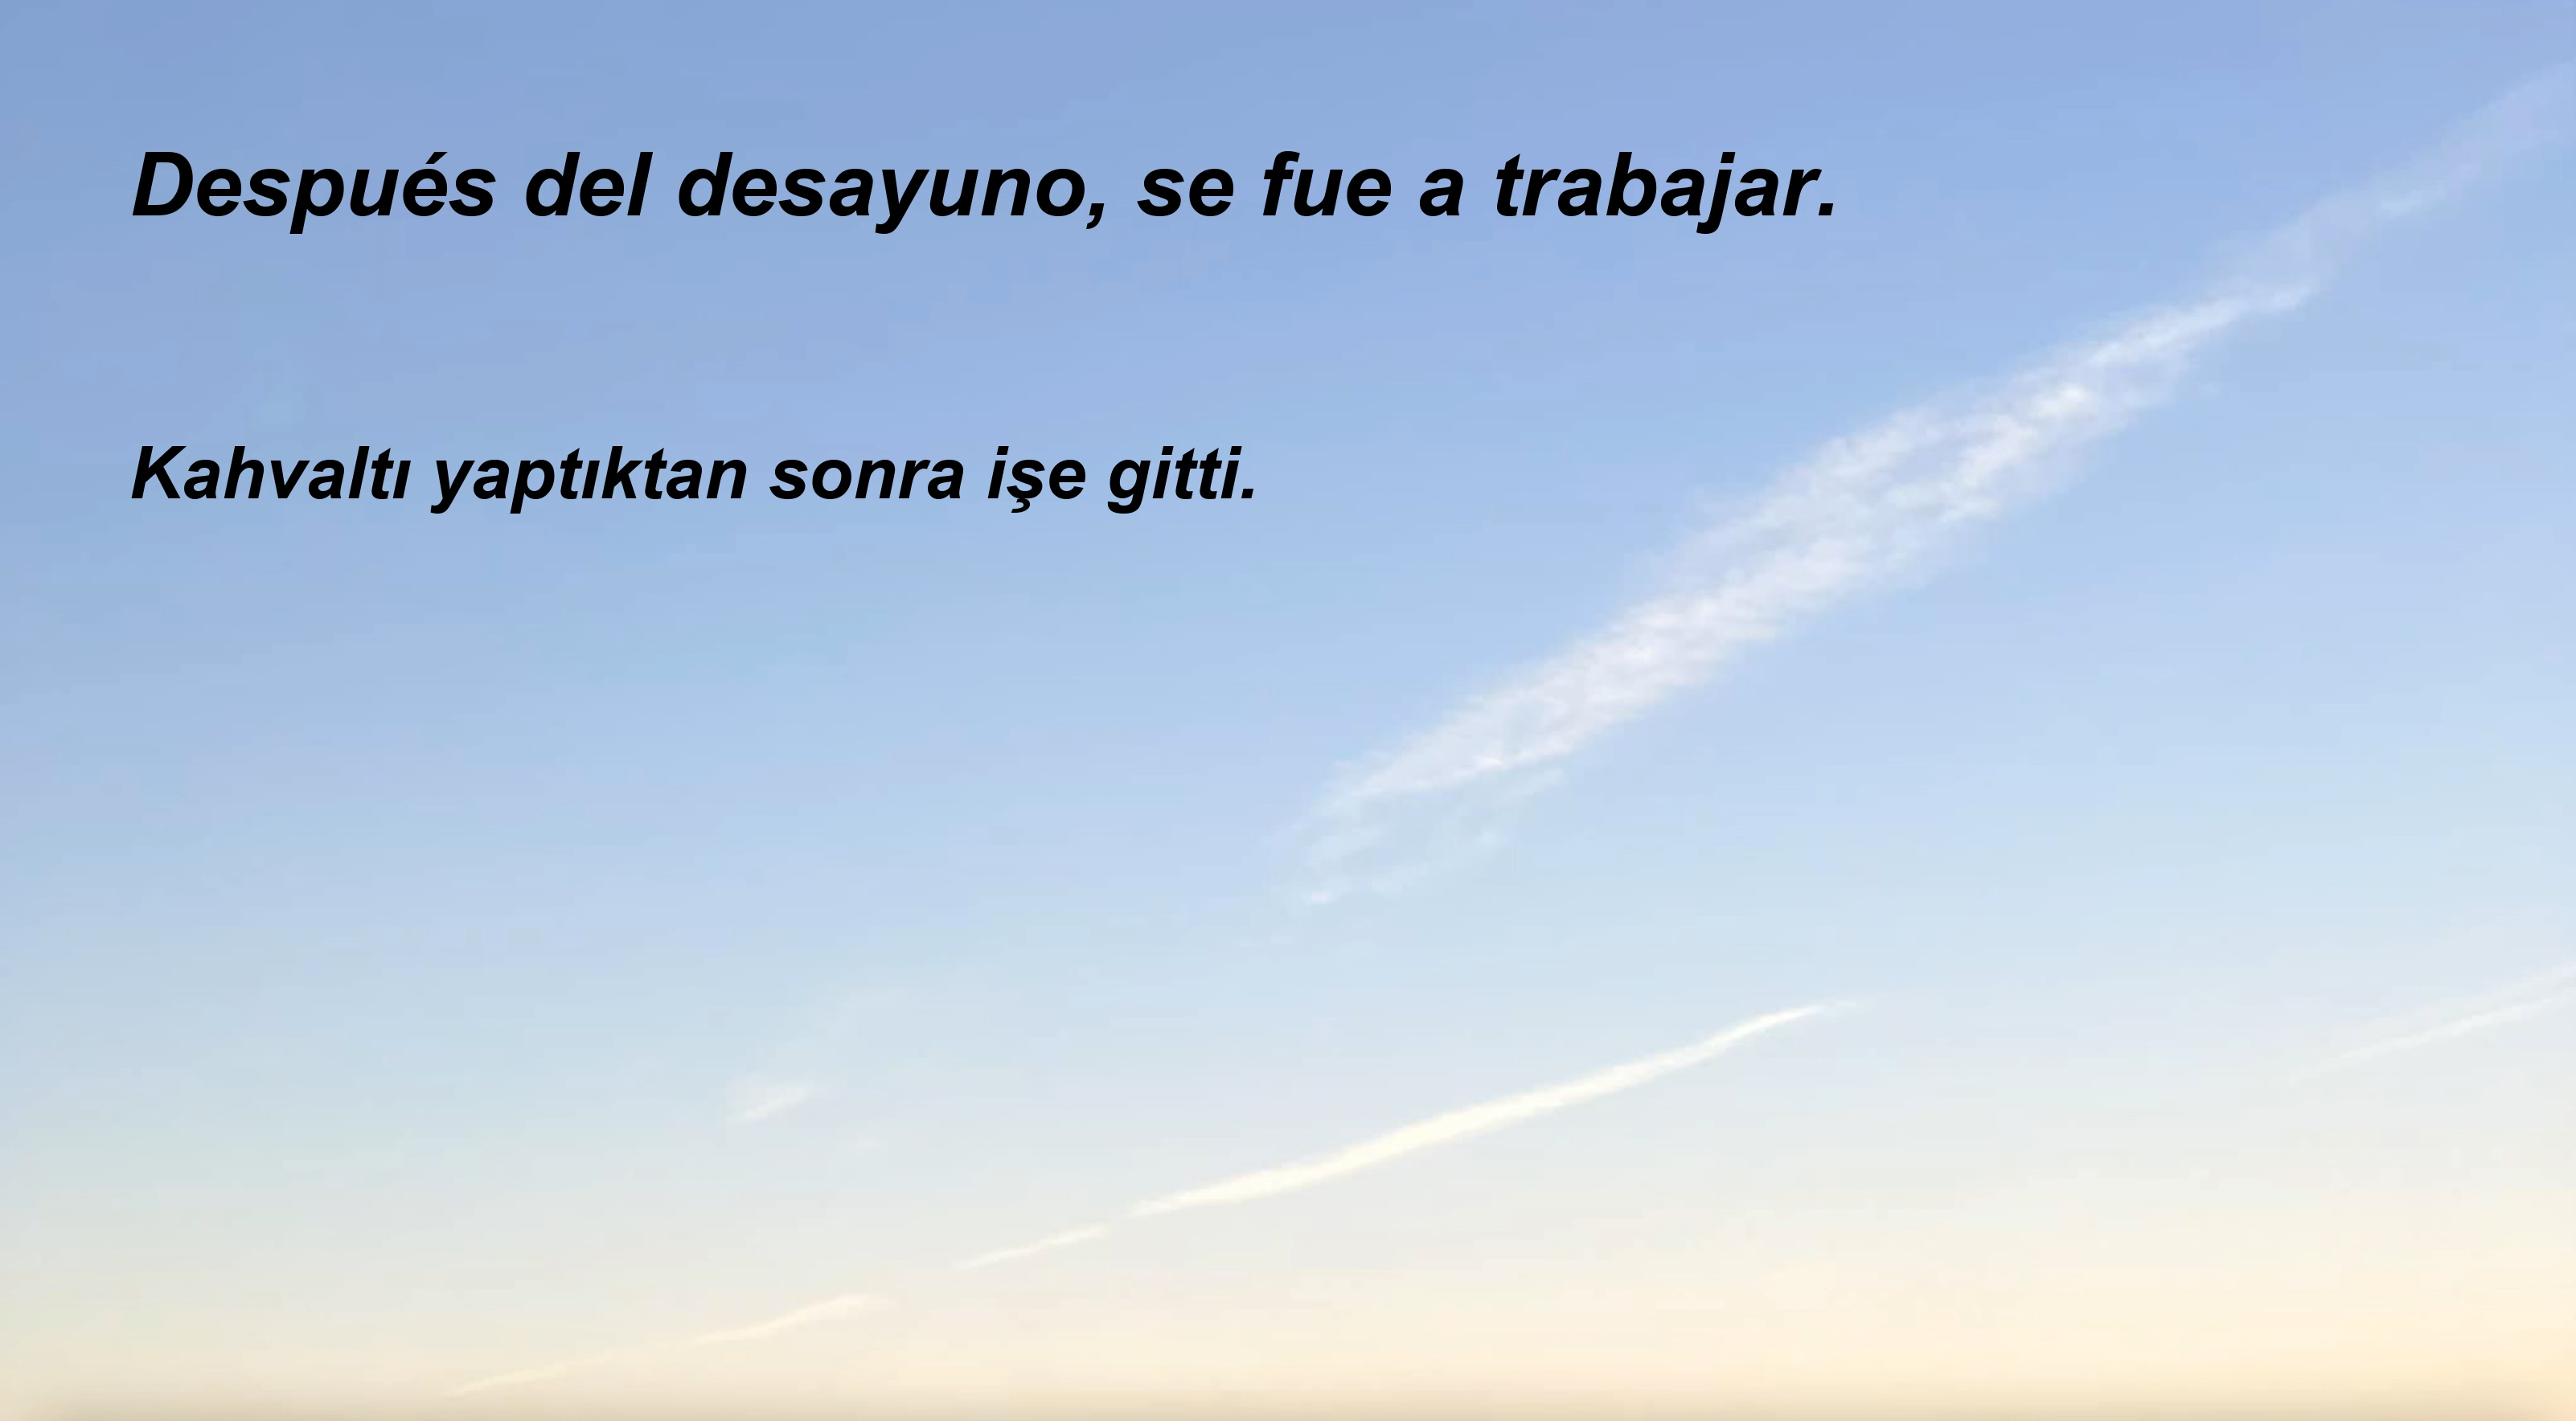 Después del desayuno, se fue a trabajar.
Kahvaltı yaptıktan sonra işe gitti.